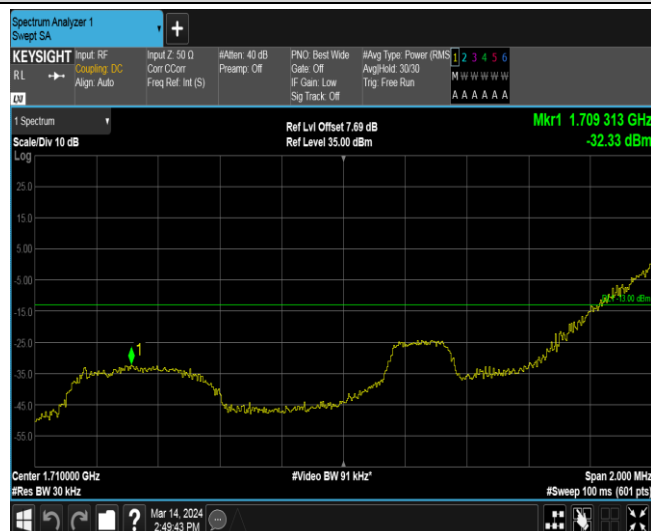 Spectrum Analyzer 1
Swept SA
+
KEYSIGHT
RL
LXI
Input: RF
Coupling: DC
Align: Auto
Input Z: 50 Ω
Corr CCorr
Freq Ref: Int (S)
#Atten: 40 dB
Preamp: Off
PNO: Best Wide
Gate: Off
IF Gain: Low
Sig Track: Off
#Avg Type: Power (RMS
Avg|Hold: 30/30
Trig: Free Run
1 2 3 4 5 6
M W W W W W
A A A A A A
1 Spectrum
Scale/Div 10 dB
Ref Lvl Offset 7.69 dB
Ref Level 35.00 dBm
Mkr1 1.709 313 GHz
-32.33 dBm
Log
25.0
15.0
5.00
-5.00
-15.0
-25.0
-35.0
-45.0
-55.0
1
-13.00 dBm
Center 1.710000 GHz
#Res BW 30 kHz
#Video BW 91 kHz*
Span 2.000 MHz
#Sweep 100 ms (601 pts)
?
Mar 14, 2024
2:49:43 PM